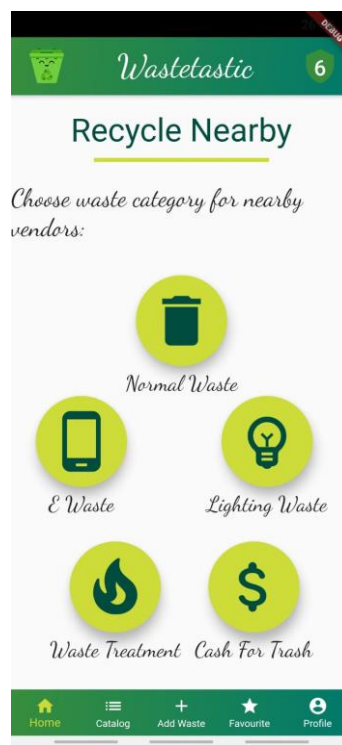 DEBUG
Wastetastic
6
Recycle Nearby
Choose waste category for nearby
vendors:
Normal Waste
E Waste
Lighting Waste
Waste Treatment
Cash For Trash
Home
Catalog
Add Waste
Favourite
Profile